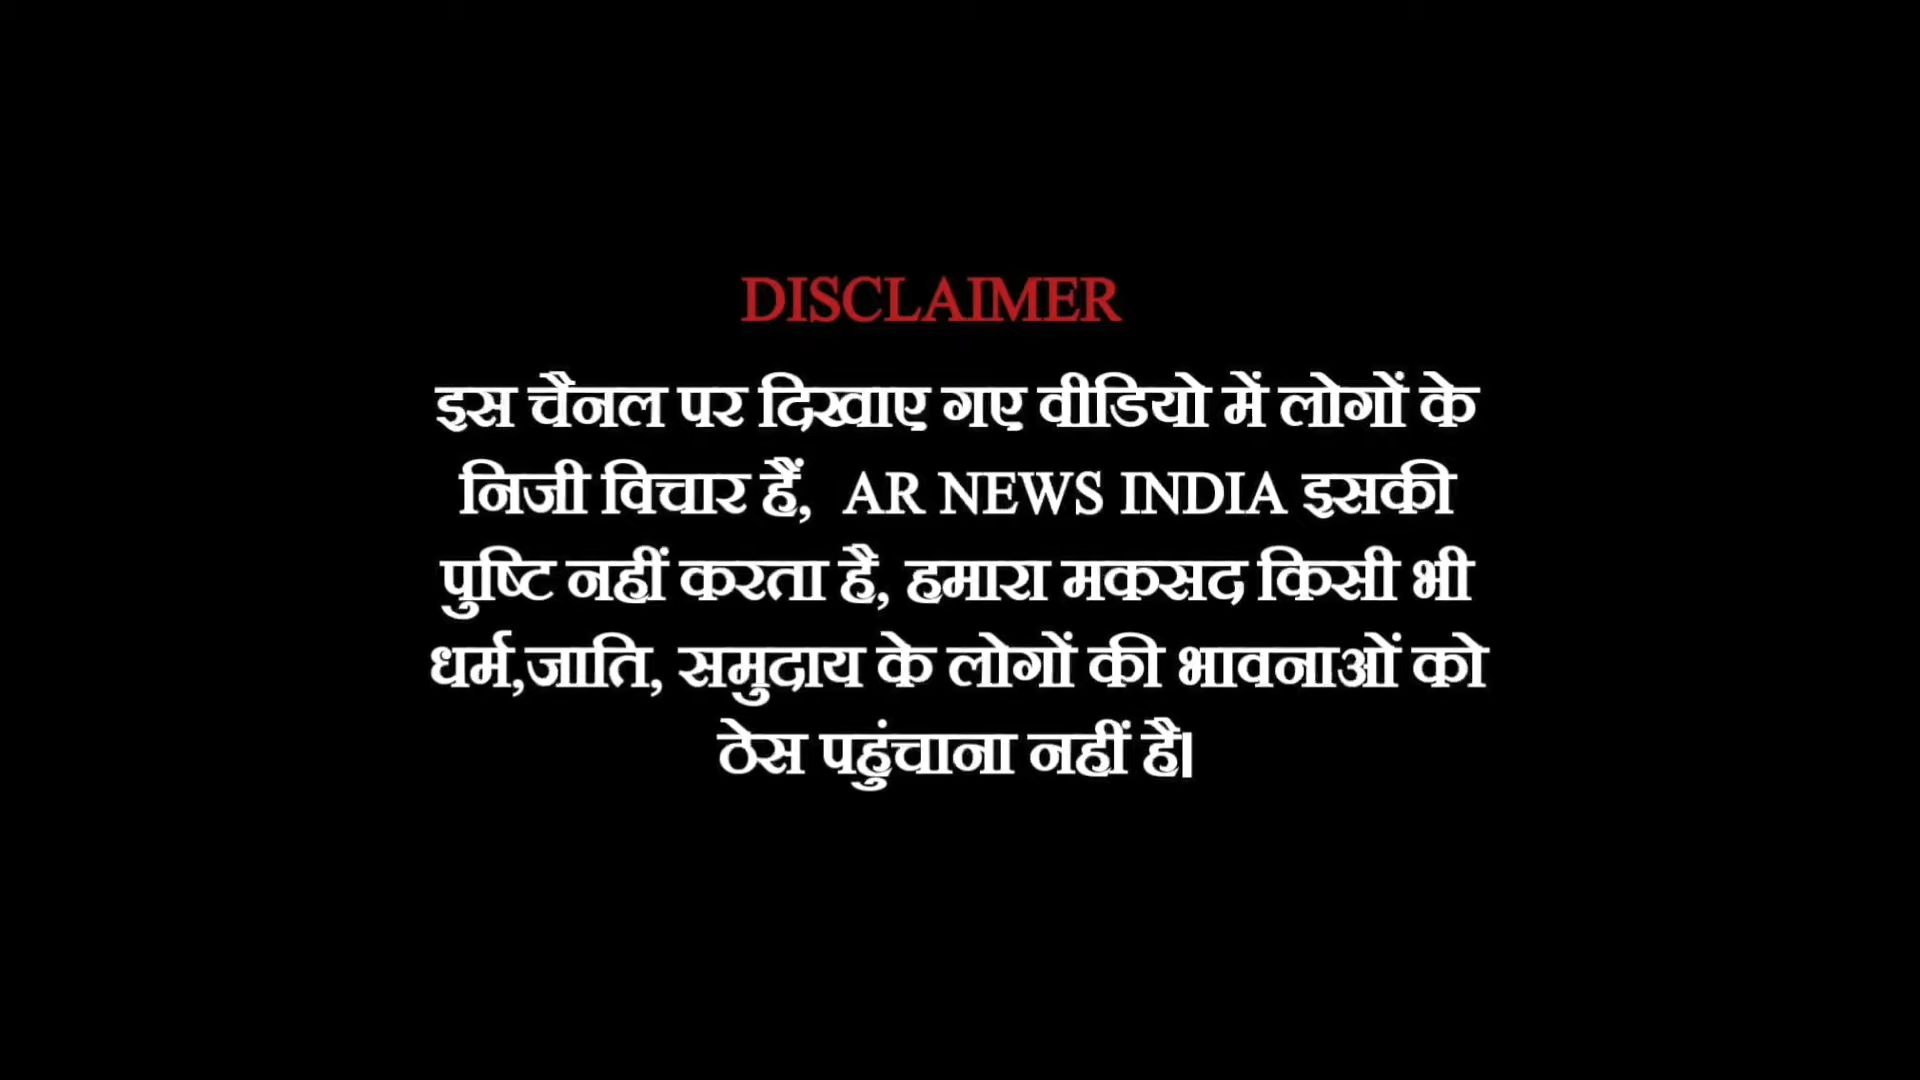 DISCLAIMER
इस चैनल पर दिखाए गए वीडियो में लोगों के
निजी विचार हैं, AR NEWS INDIA इसकी
पुष्टि नहीं करता है, हमारा मकसद किसी भी
धर्म,जाति, समुदाय के लोगों की भावनाओं को
ठेस पहुंचाना नहीं है।